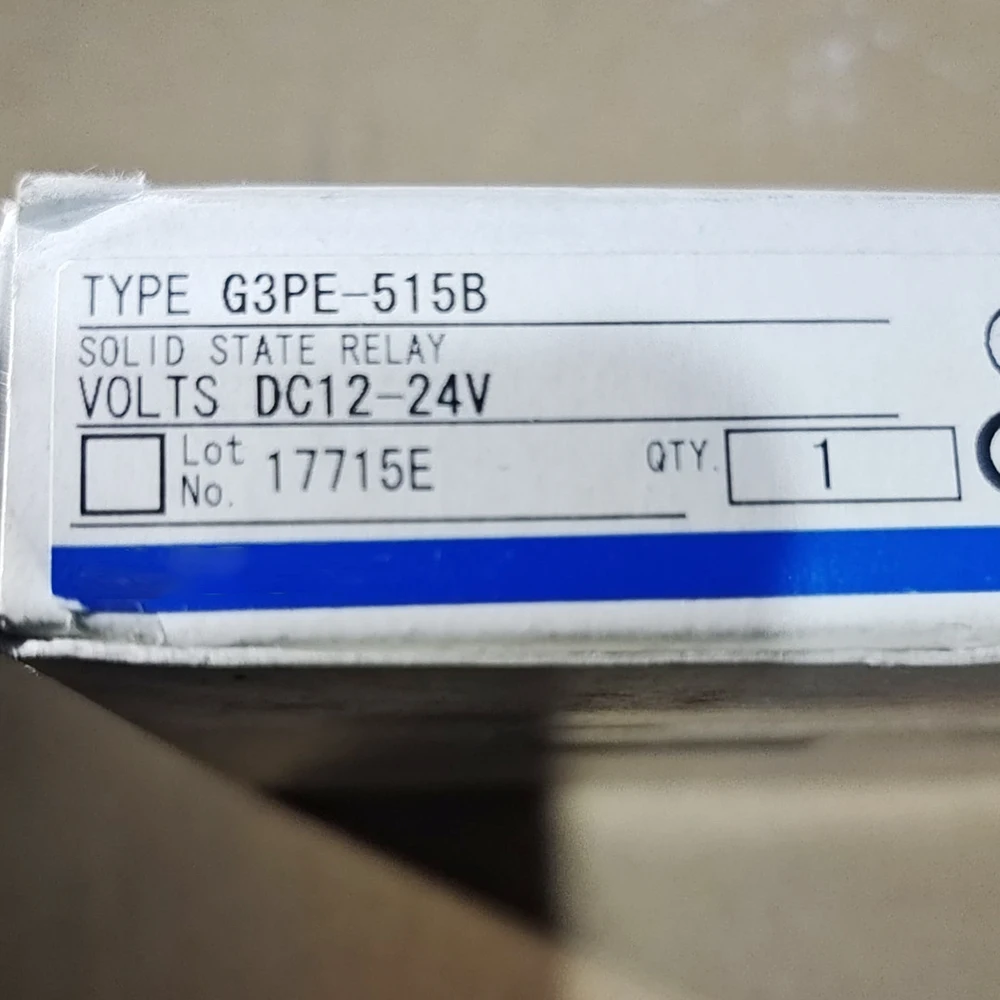 TYPE G3PE-515B
SOLID STATE RELAY
VOLTS DC12-24V
Lot No. 17715E QTY. 1